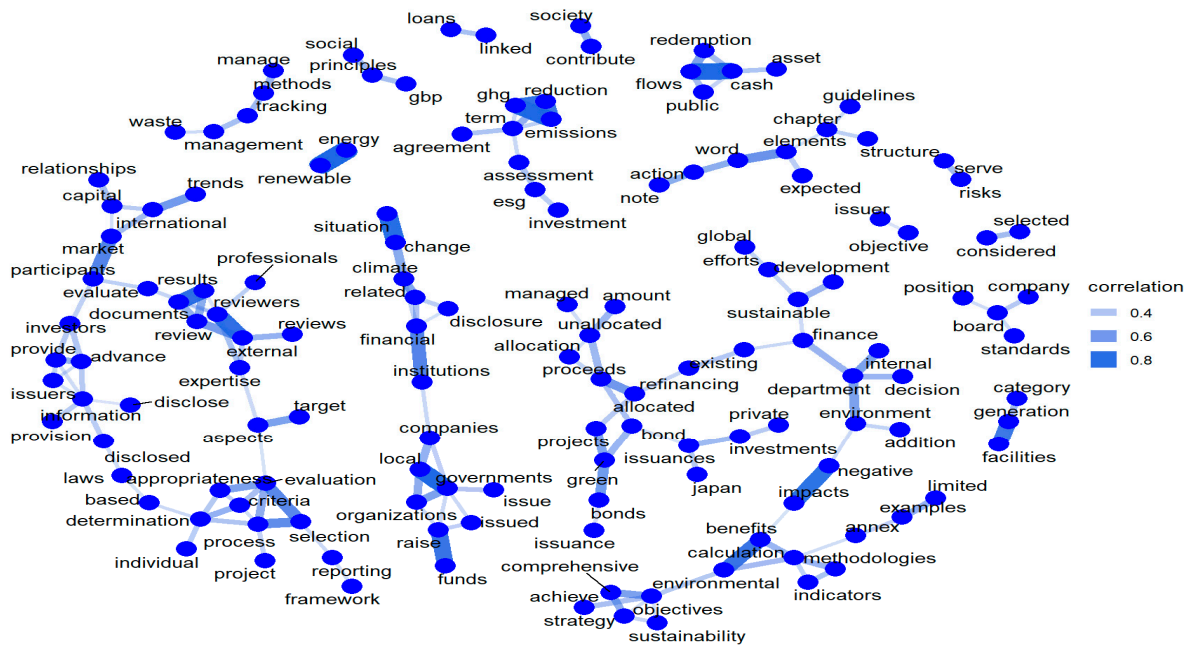 loans
linked
society
contribute
redemption
asset
flows
cash
public
social
principles
gbp
manage
methods
tracking
waste
management
ghg
reduction
term
emissions
agreement
assessment
esg
investment
energy
renewable
guidelines
chapter
structure
word
elements
action
note
expected
serve
risks
issuer
objective
selected
considered
relationships
capital
trends
international
market
participants
evaluate
results
documents
professionals
reviewers
review
reviews
external
expertise
investors
provide
advance
issuers
information
disclose
provision
disclosed
laws
situation
change
climate
related
disclosure
financial
institutions
global
efforts
development
sustainable
finance
managed
amount
unallocated
allocation
proceeds
existing
refinancing
allocated
projects
bond
private
issuances
investments
japan
green
bonds
issuance
internal
department
decision
environment
addition
negative
impacts
position
company
board
standards
category
generation
facilities
correlation
0.4
0.6
0.8
target
aspects
appropriateness
evaluation
based
criteria
determination
process
selection
individual
project
reporting
framework
companies
local
governments
issue
organizations
issued
raise
funds
limited
examples
annex
benefits
calculation
methodologies
environmental
indicators
comprehensive
achieve
objectives
strategy
sustainability